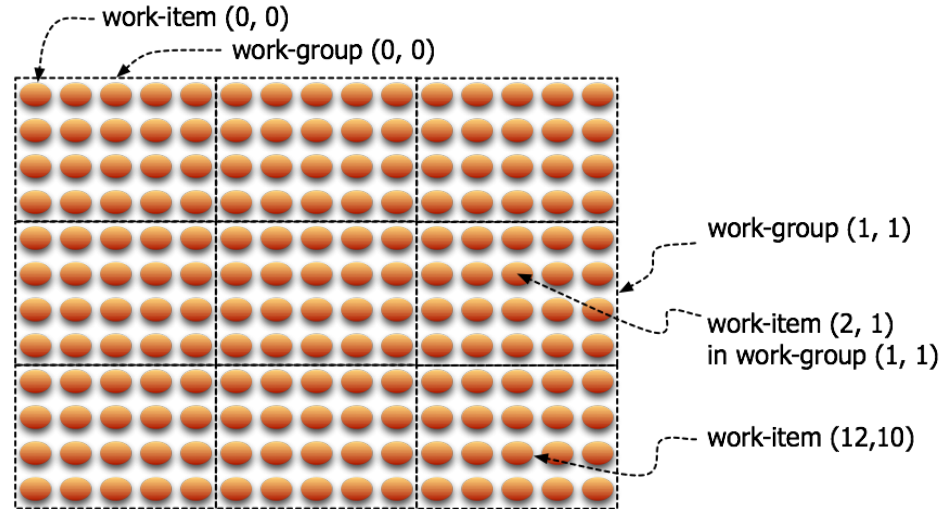 work-item (0, 0)
work-group (0, 0)
work-group (1, 1)
work-item (2, 1)
in work-group (1, 1)
work-item (12,10)